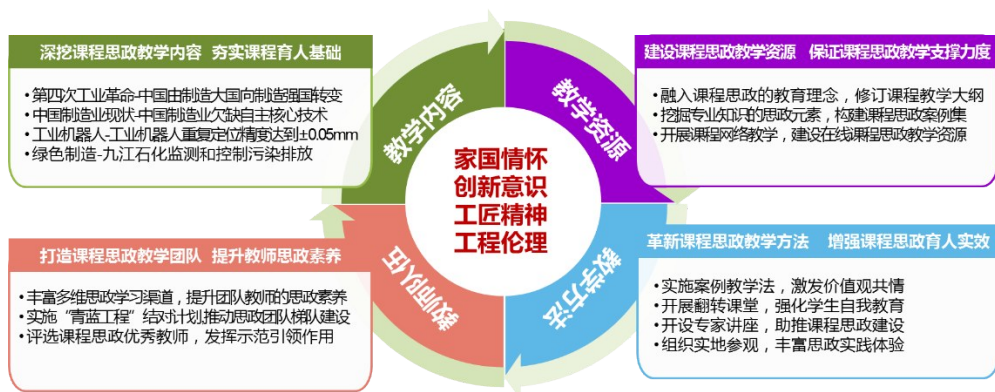 深挖课程思政教学内容 夯实课程育人基础
•第四次工业革命-中国由制造大国向制造强国转变
•中国制造业现状-中国制造业欠缺自主核心技术
•工业机器人-工业机器人重复定位精度达到±0.05mm
•绿色制造-九江石化监测和控制污染排放
建设课程思政教学资源 保证课程思政教学支撑力度
•融入课程思政的教育理念，修订课程教学大纲
•挖掘专业知识的思政元素，构建课程思政案例集
•开展课程网络教学，建设在线课程思政教学资源
教学内容
教学资源
家国情怀
创新意识
工匠精神
工程伦理
教师队伍
教学方法
打造课程思政教学团队 提升教师思政素养
•丰富多维思政学习渠道，提升团队教师的思政素养
•实施“青蓝工程”结对计划,推动思政团队梯队建设
•评选课程思政优秀教师，发挥示范引领作用
革新课程思政教学方法 增强课程思政育人实效
•实施案例教学法，激发价值观共情
•开展翻转课堂，强化学生自我教育
•开设专家讲座，助推课程思政建设
•组织实地参观，丰富思政实践体验